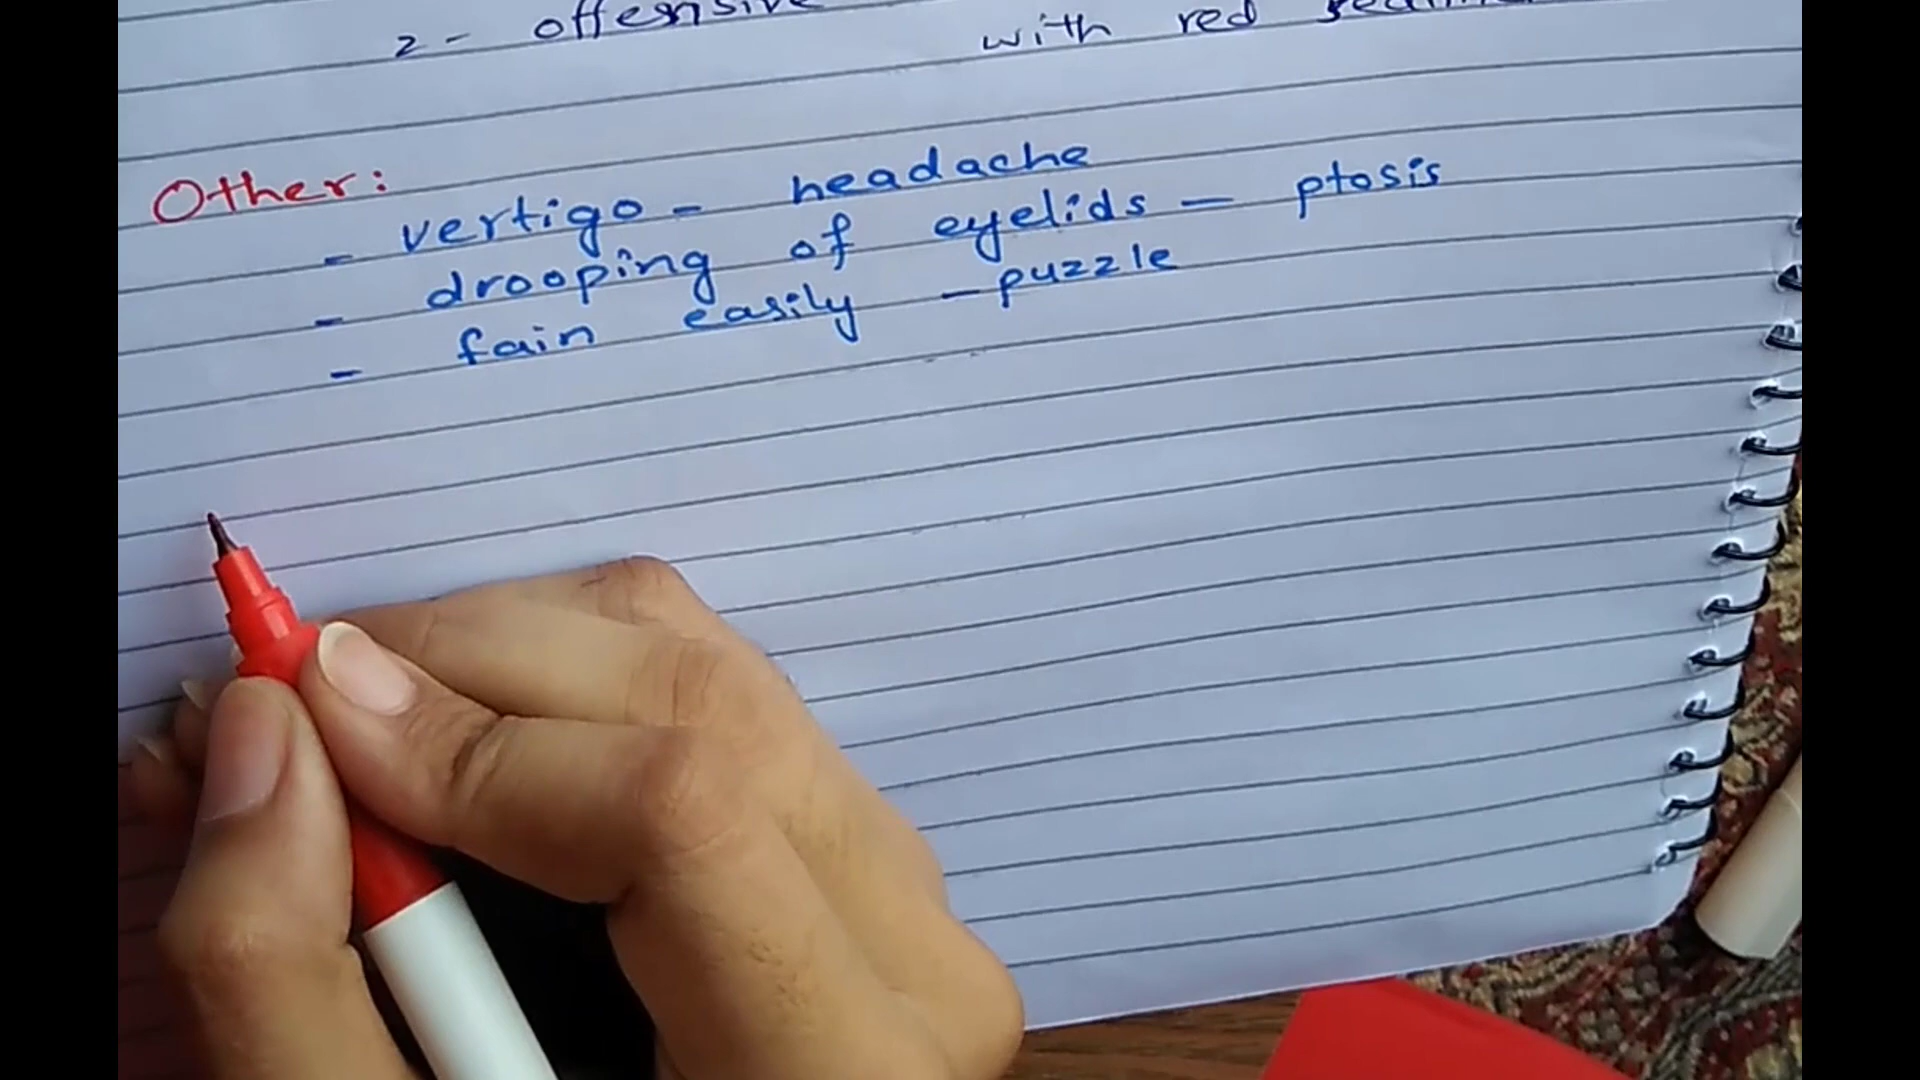 2 - offensive
with red
Other:
- vertigo - headache
- drooping of eyelids - ptosis
- fain easily - puzzle